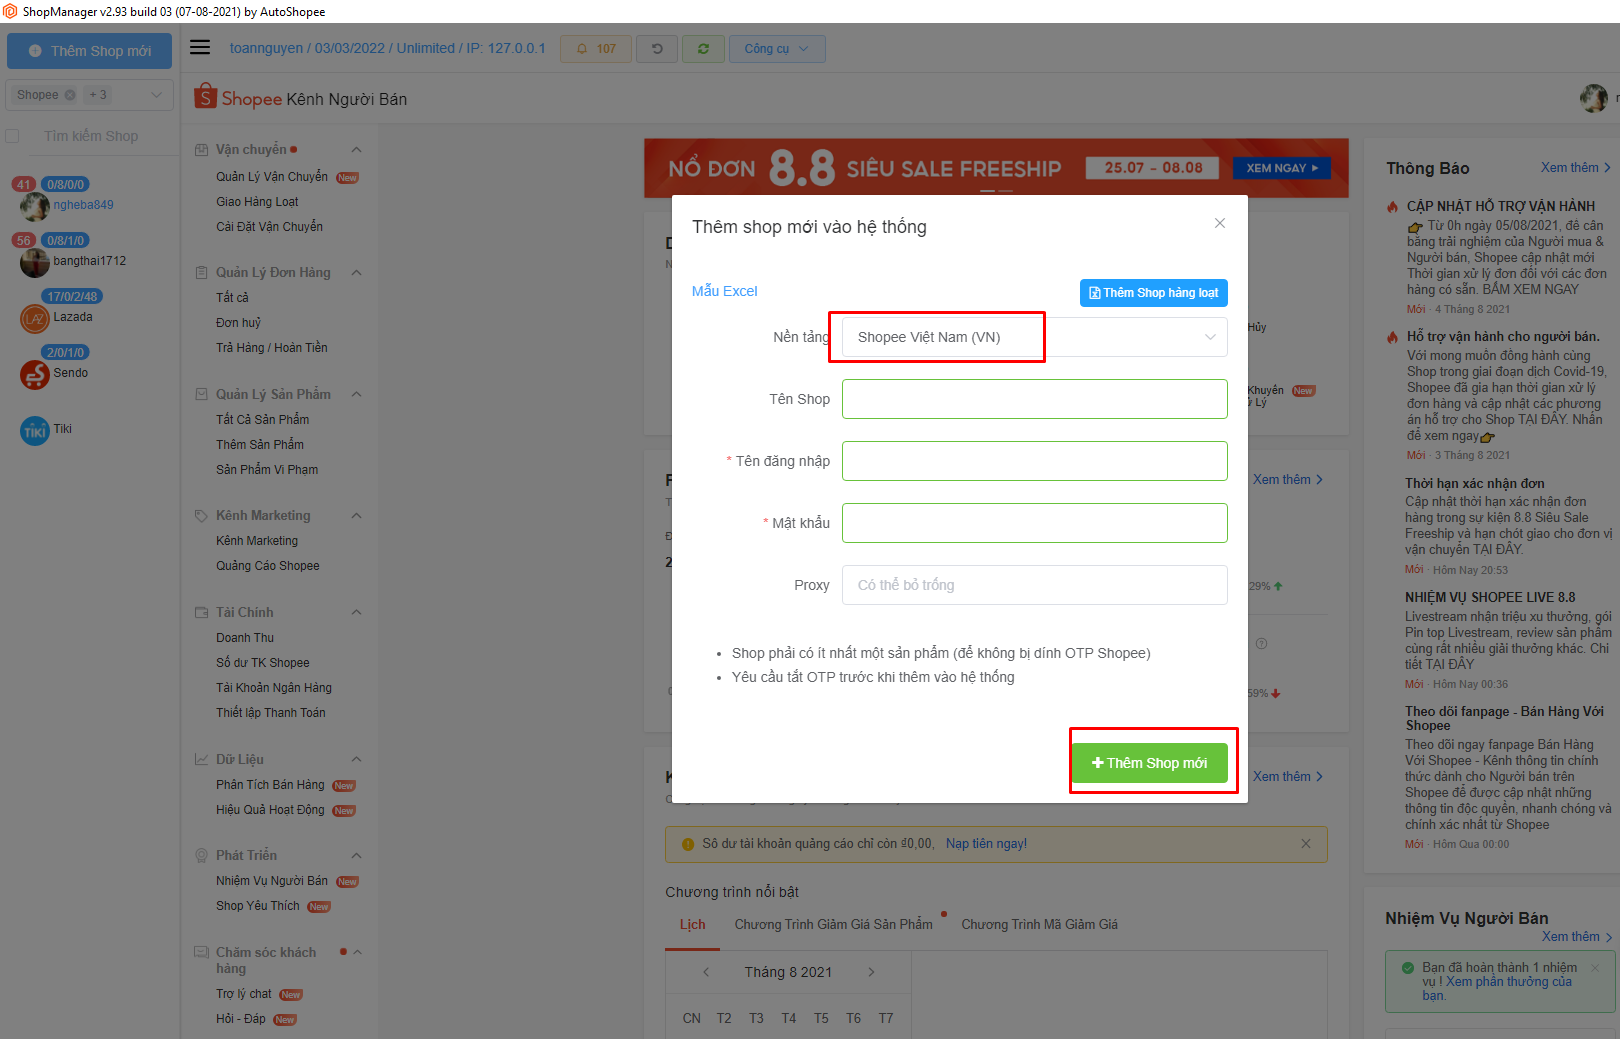 ShopManager v2.93 build 03 (07-08-2021) by AutoShopee
Thêm Shop mới
toannguyen / 03/03/2022 / Unlimited / IP: 127.0.0.1
107
Công cụ
Shopee
+ 3
Tìm kiếm Shop
41
0/8/0/0
ngheba849
56
0/8/1/0
bangthai1712
17/0/2/48
LAZ
Lazada
2/0/1/0
Sendo
TIKI
Tiki
Shopee Kênh Người Bán
Vận chuyển
Quản Lý Vận Chuyển New
Giao Hàng Loạt
Cài Đặt Vận Chuyển
Quản Lý Đơn Hàng
Tất cả
Đơn huỷ
Trả Hàng / Hoàn Tiền
Quản Lý Sản Phẩm
Tất Cả Sản Phẩm
Thêm Sản Phẩm
Sản Phẩm Vi Phạm
Kênh Marketing
Kênh Marketing
Quảng Cáo Shopee
Tài Chính
Doanh Thu
Số dư TK Shopee
Tài Khoản Ngân Hàng
Thiết lập Thanh Toán
Dữ Liệu
Phân Tích Bán Hàng New
Hiệu Quả Hoạt Động New
Phát Triển
Nhiệm Vụ Người Bán New
Shop Yêu Thích New
Chăm sóc khách
hàng
Trợ lý chat New
Hỏi - Đáp New
NỔ ĐƠN 8.8 SIÊU SALE FREESHIP
25.07 - 08.08
XEM NGAY
Thêm shop mới vào hệ thống
Mẫu Excel
Thêm Shop hàng loạt
Nền tảng
Shopee Việt Nam (VN)
Tên Shop
* Tên đăng nhập
* Mật khẩu
Proxy
Có thể bỏ trống
• Shop phải có ít nhất một sản phẩm (để không bị dính OTP Shopee)
• Yêu cầu tắt OTP trước khi thêm vào hệ thống
Thêm Shop mới
Hủy
Khuyến New
Lý
Xem thêm
29%
59%
Xem thêm
Số dư tài khoản quảng cáo chỉ còn ₫0,00, Nạp tiền ngay!
Chương trình nổi bật
Lịch
Chương Trình Giảm Giá Sản Phẩm
Chương Trình Mã Giảm Giá
Tháng 8 2021
CN T2 T3 T4 T5 T6 T7
Thông Báo
Xem thêm
CẬP NHẬT HỖ TRỢ VẬN HÀNH
Từ 0h ngày 05/08/2021, để cân
bằng trải nghiệm của Người mua &
Người bán, Shopee cập nhật mới
Thời gian xử lý đơn đối với các đơn
hàng có sẵn. BẤM XEM NGAY
Mới · 4 Tháng 8 2021
Hỗ trợ vận hành cho người bán.
Với mong muốn đồng hành cùng
Shop trong giai đoạn dịch Covid-19,
Shopee đã gia hạn thời gian xử lý
đơn hàng và cập nhật các phương
án hỗ trợ cho Shop TẠI ĐÂY. Nhấn
để xem ngay
Mới · 3 Tháng 8 2021
Thời hạn xác nhận đơn
Cập nhật thời hạn xác nhận đơn
hàng trong sự kiện 8.8 Siêu Sale
Freeship và hạn chót giao cho đơn vị
vận chuyển TẠI ĐÂY.
Mới · Hôm Nay 20:53
NHIỆM VỤ SHOPEE LIVE 8.8
Livestream nhận triệu xu thưởng, gói
Pin top Livestream, review sản phẩm
cùng rất nhiều giải thưởng khác. Chi
tiết TẠI ĐÂY
Mới · Hôm Nay 00:36
Theo dõi fanpage - Bán Hàng Với
Shopee
Theo dõi ngay fanpage Bán Hàng
Với Shopee - Kênh thông tin chính
thức dành cho Người bán trên
Shopee để được cập nhật những
thông tin độc quyền, nhanh chóng và
chính xác nhất từ Shopee
Mới · Hôm Qua 00:00
Nhiệm Vụ Người Bán
Xem thêm
Bạn đã hoàn thành 1 nhiệm
vụ ! Xem phần thưởng của
bạn.